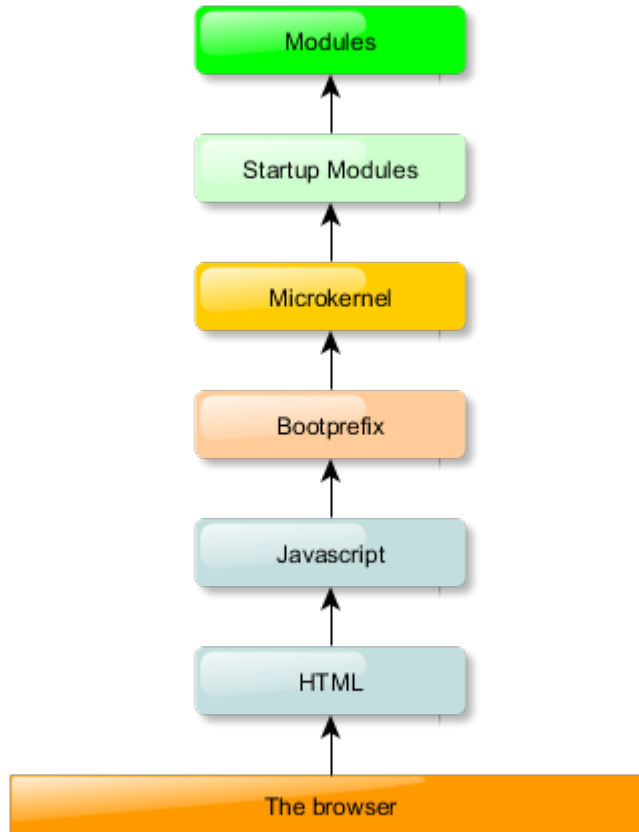 Modules
Startup Modules
Microkernel
Bootprefix
Javascript
HTML
The browser